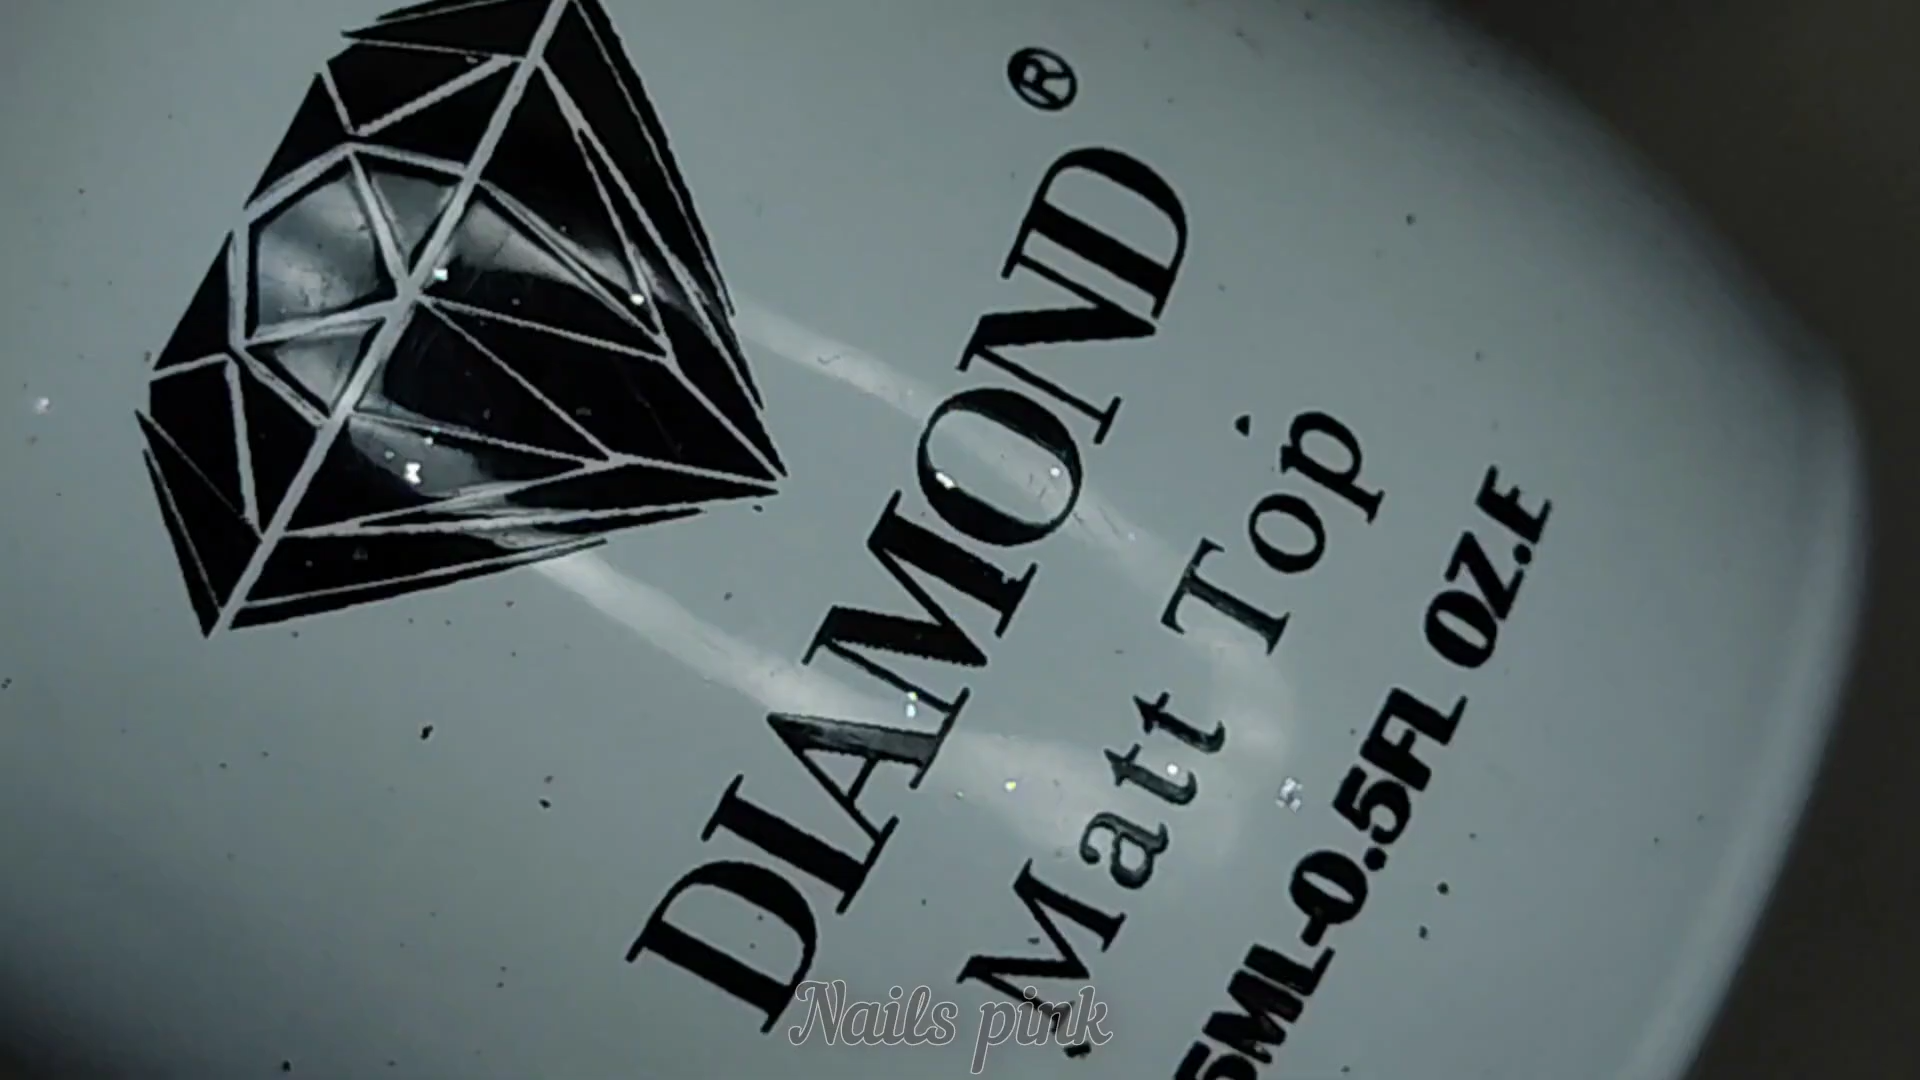 DIAMOND®
· Matt Top ·
5ML-0.5FL OZ.E
Nails pink